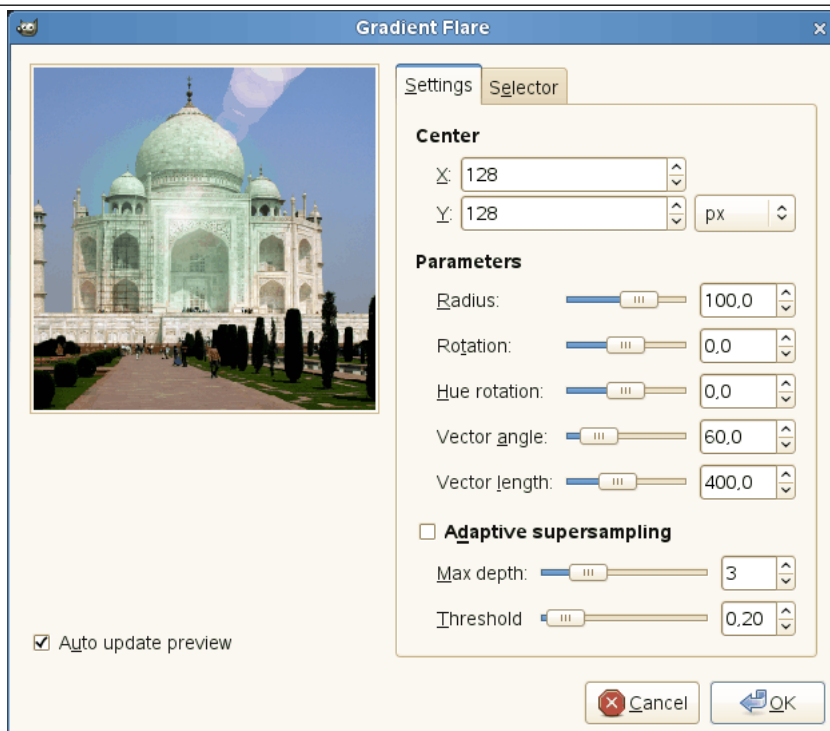 Gradient Flare
Settings
Selector
Center
X: 128
Y: 128 px
Parameters
Radius: 100,0
Rotation: 0,0
Hue rotation: 0,0
Vector angle: 60,0
Vector length: 400,0
Adaptive supersampling
Max depth: 3
Threshold 0,20
Auto update preview
Cancel
OK